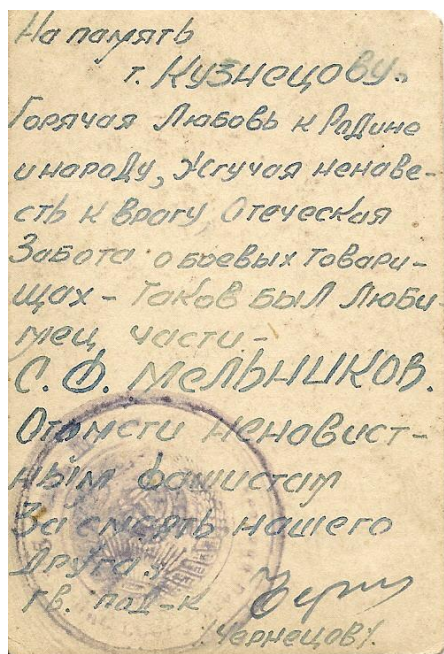 На память
т. Кузнецову.
Горячая Любовь к Родине
и народу, жгучая ненаве-
сть к врагу, Отеческая
Забота о боевых Товари-
щах - Таков был Люби-
мец части -
С. Ф. Мельников.
Отомсти ненавист-
ным фашистам
За смерть нашего
Друга.
гв. под-к
/Чернецов/.